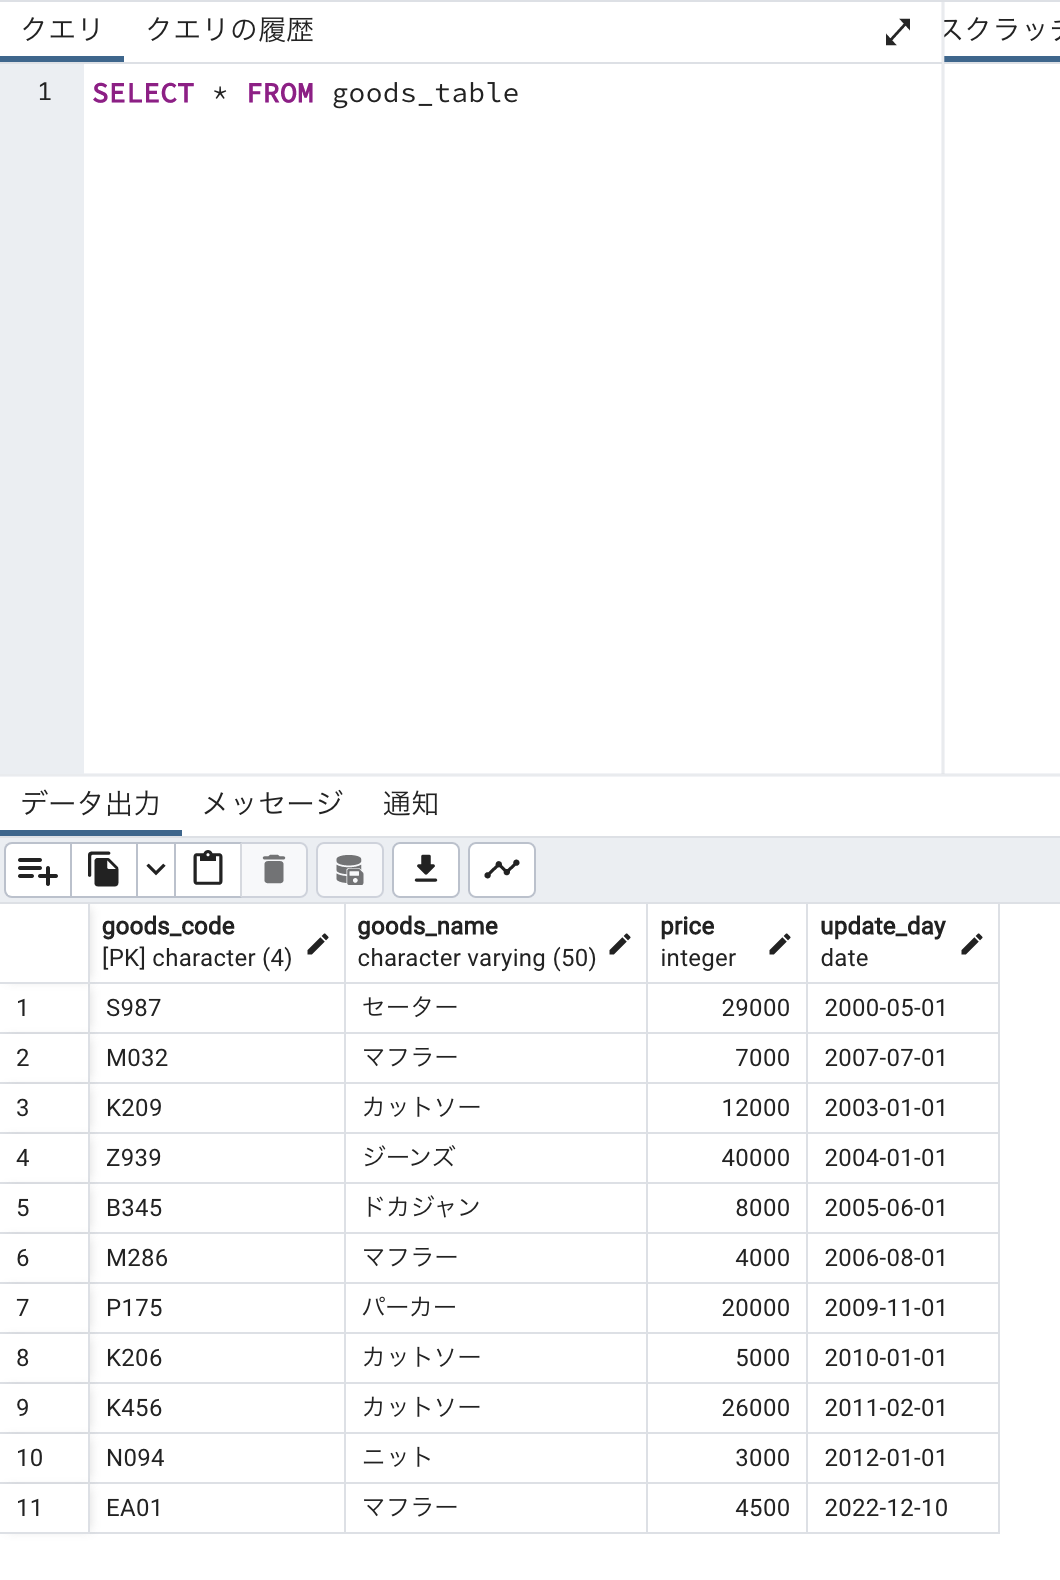 クエリ クエリの履歴 スクラッチ
1 SELECT * FROM goods_table
データ出力 メッセージ 通知
goods_code goods_name price update_day
[PK] character (4) character varying (50) integer date
1 S987 セーター 29000 2000-05-01
2 M032 マフラー 7000 2007-07-01
3 K209 カットソー 12000 2003-01-01
4 Z939 ジーンズ 40000 2004-01-01
5 B345 ドカジャン 8000 2005-06-01
6 M286 マフラー 4000 2006-08-01
7 P175 パーカー 20000 2009-11-01
8 K206 カットソー 5000 2010-01-01
9 K456 カットソー 26000 2011-02-01
10 N094 ニット 3000 2012-01-01
11 EA01 マフラー 4500 2022-12-10